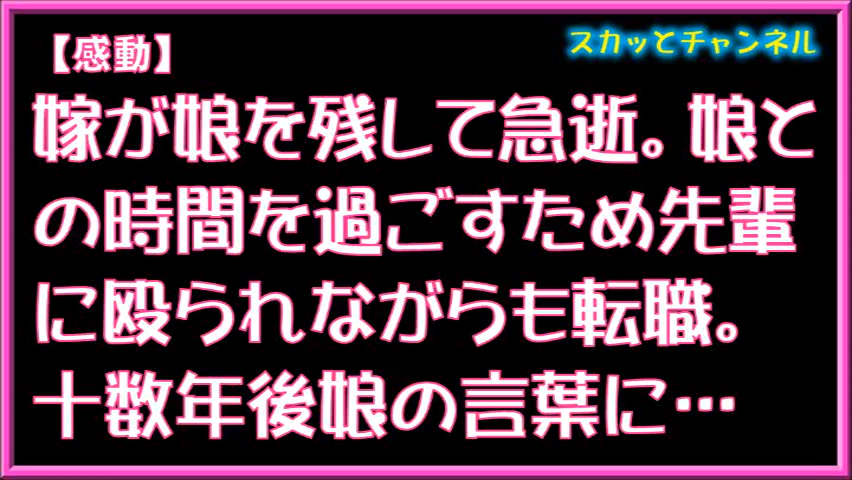 【感動】
スカッとチャンネル
嫁が娘を残して急逝。娘と
の時間を過ごすため先輩
に殴られながらも転職。
十数年後娘の言葉に…